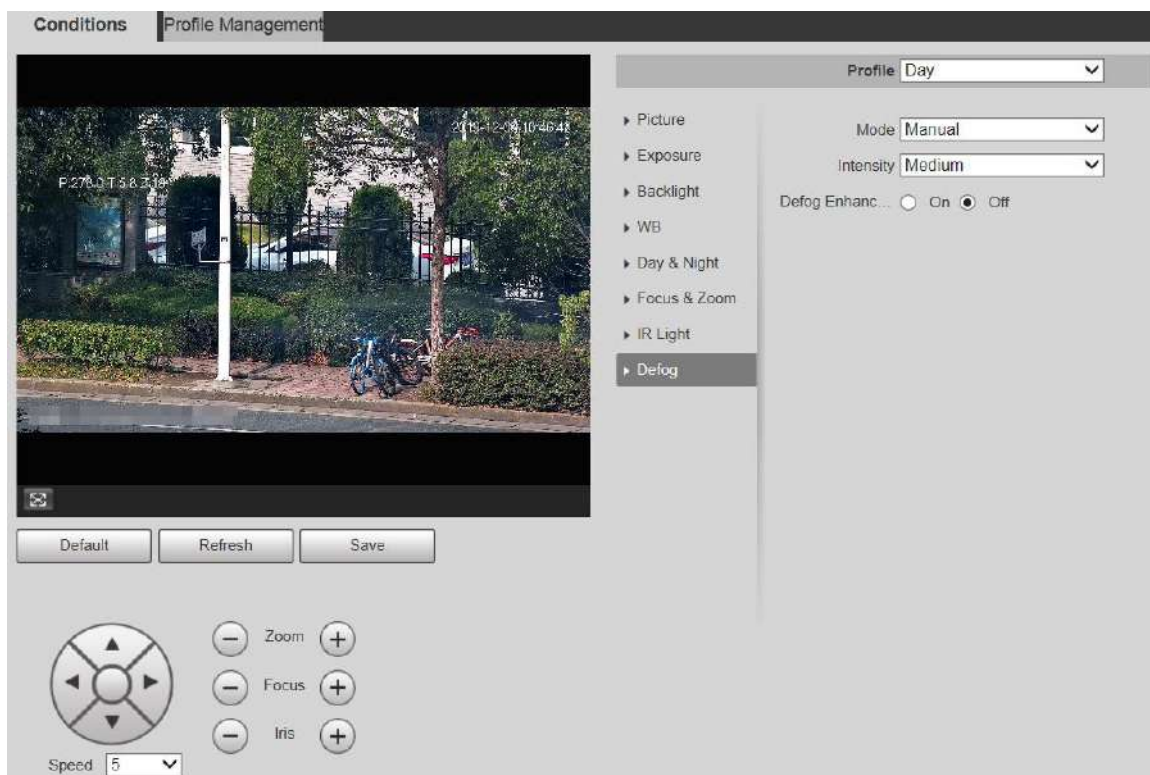 Conditions Profile Management
Profile Day
Picture
Exposure
Backlight
WB
Day & Night
Focus & Zoom
IR Light
Defog
Mode Manual
Intensity Medium
Defog Enhanc... On Off
Default Refresh Save
Zoom
Focus
Iris
Speed 5